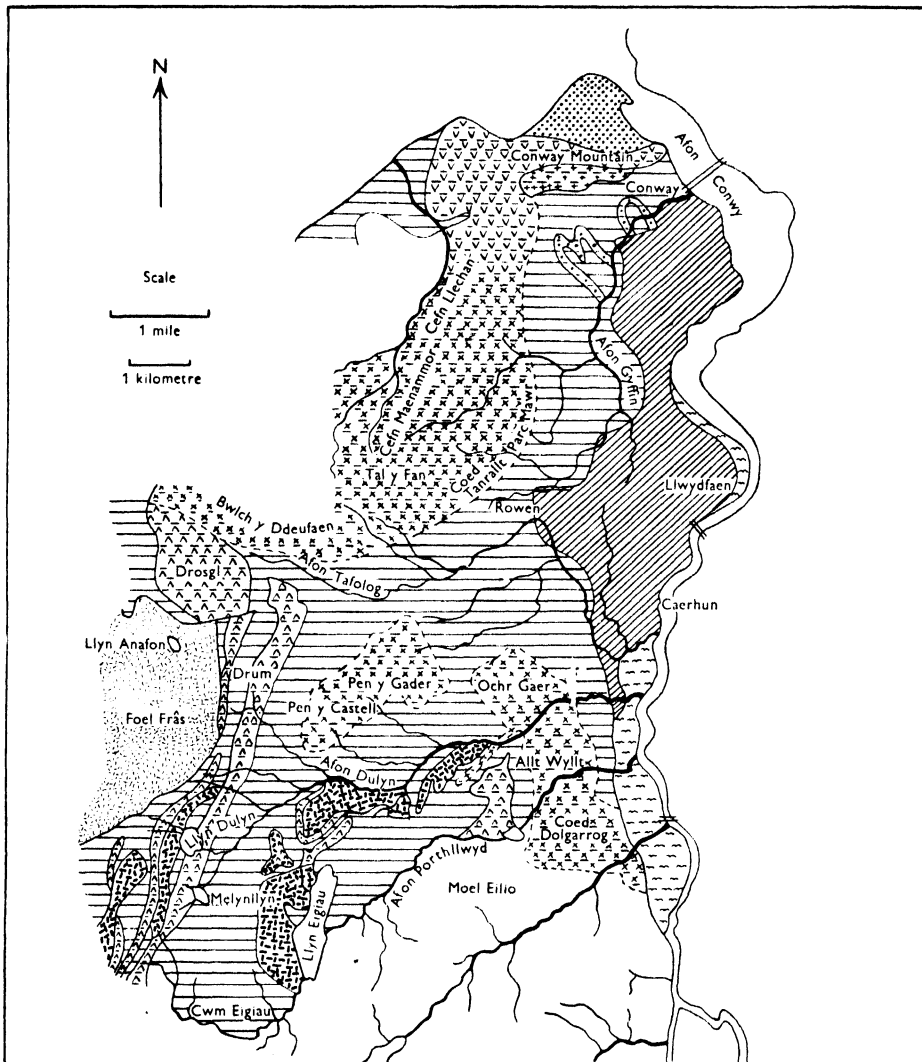 N
Afon
Conwy
Conway Mountain
Conway
Scale
1 mile
1 kilometre
Cefn Llechan
Cefn Maenammor
Afon Gyffin
Tal y Fan
Coed Parc Mawr
Tanrallt
Llwydfaen
Rowen
Bwlch y Ddeufaen
Afon Tafolog
Drosgl
Caerhun
Llyn Anafon
Drum
Pen y Gader
Ochr Gaer
Pen y Castell
Foel Frâs
Afon Dulyn
Allt Wyllt
Llyn Dulyn
Coed
Dolgarrog
Afon Porthllwyd
Moel Eilio
Melynllyn
Llyn Eigiau
Cwm Eigiau